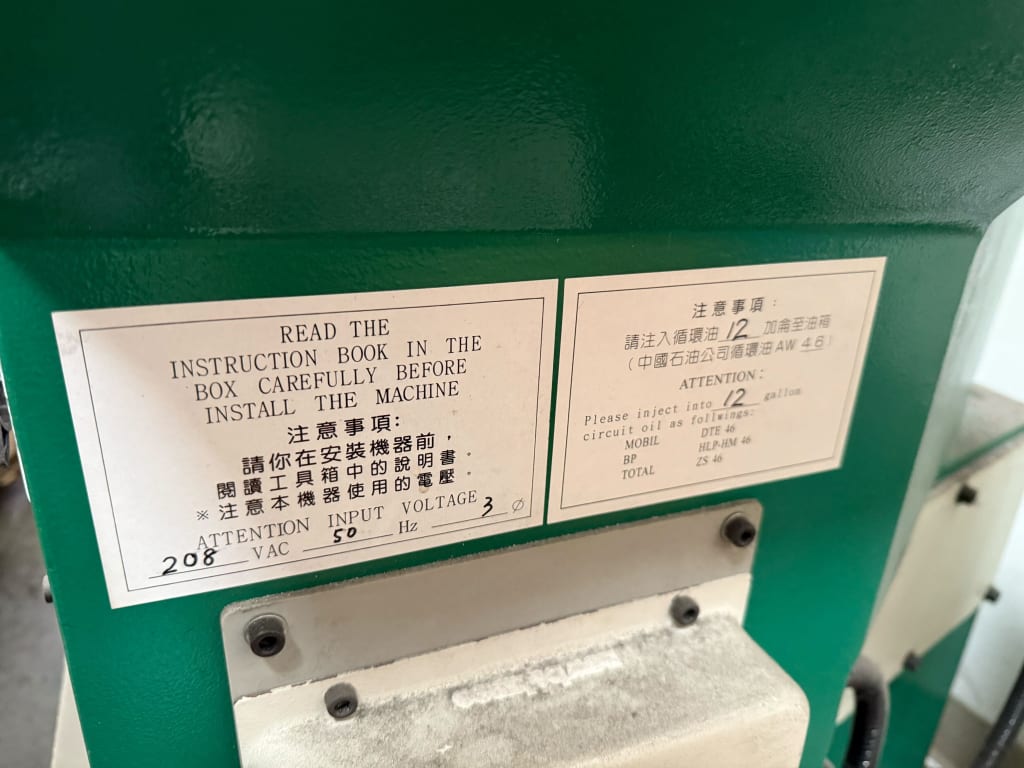 READ THE
INSTRUCTION BOOK IN THE
BOX CAREFULLY BEFORE
INSTALL THE MACHINE
注意事項:
請你在安裝機器前，
閱讀工具箱中的說明書。
※注意本機器使用的電壓。
ATTENTION INPUT VOLTAGE
208 VAC 50 Hz 3 Ø
注意事項:
請注入循環油 12 加侖至油箱
(中國石油公司循環油AW 46)
ATTENTION:
Please inject into 12 gallon
circuit oil as follwings:
MOBIL DTE 46
BP HLP-HM 46
TOTAL ZS 46